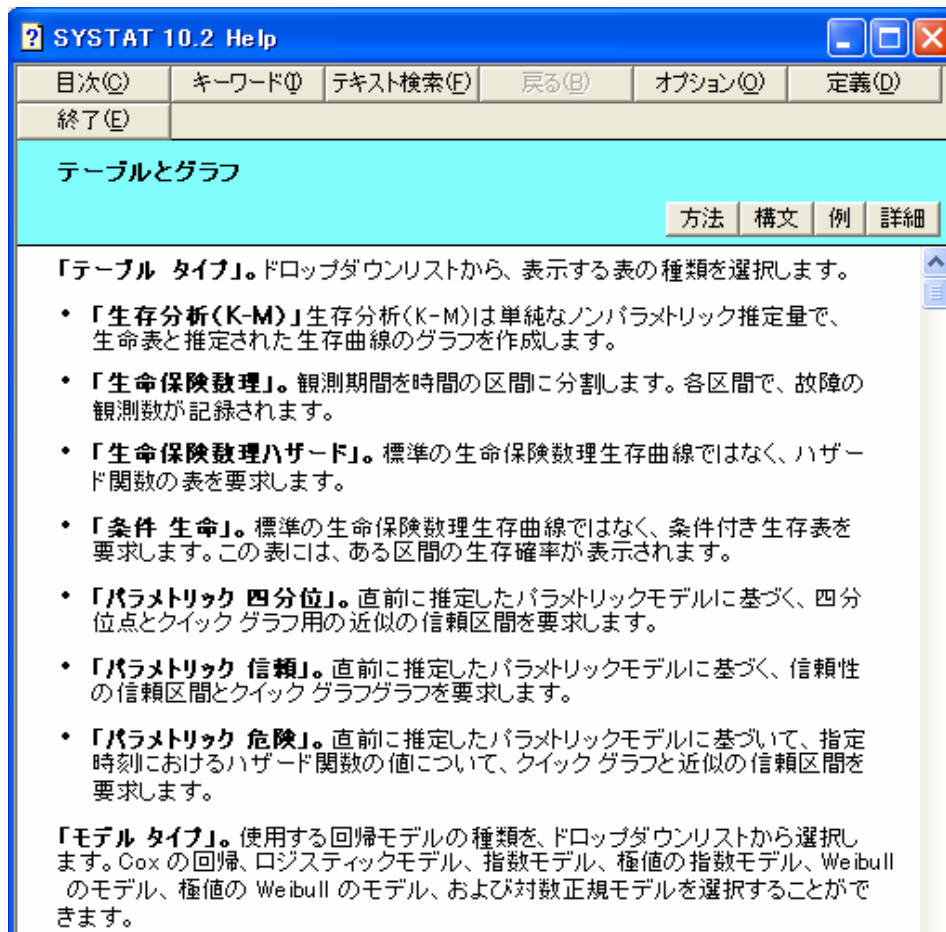 SYSTAT 10.2 Help
目次(C) キーワード(I) テキスト検索(F) 戻る(B) オプション(O) 定義(D)
終了(E)
テーブルとグラフ
方法 構文 例 詳細
「テーブル タイプ」。ドロップダウンリストから、表示する表の種類を選択します。
• 「生存分析(K-M)」生存分析(K-M)は単純なノンパラメトリック推定量で、
生命表と推定された生存曲線のグラフを作成します。
• 「生命保険数理」。観測期間を時間の区間に分割します。各区間で、故障の
観測数が記録されます。
• 「生命保険数理ハザード」。標準の生命保険数理生存曲線ではなく、ハザー
ド関数の表を要求します。
• 「条件 生命」。標準の生命保険数理生存曲線ではなく、条件付き生存表を
要求します。この表には、ある区間の生存確率が表示されます。
• 「パラメトリック 四分位」。直前に推定したパラメトリックモデルに基づく、四分
位点とクイック グラフ用の近似の信頼区間を要求します。
• 「パラメトリック 信頼」。直前に推定したパラメトリックモデルに基づく、信頼性
の信頼区間とクイック グラフグラフを要求します。
• 「パラメトリック 危険」。直前に推定したパラメトリックモデルに基づいて、指定
時刻におけるハザード関数の値について、クイック グラフと近似の信頼区間を
要求します。
「モデル タイプ」。使用する回帰モデルの種類を、ドロップダウンリストから選択し
ます。Cox の回帰、ロジスティックモデル、指数モデル、極値の指数モデル、Weibull
のモデル、極値の Weibull のモデル、および対数正規モデルを選択することがで
きます。